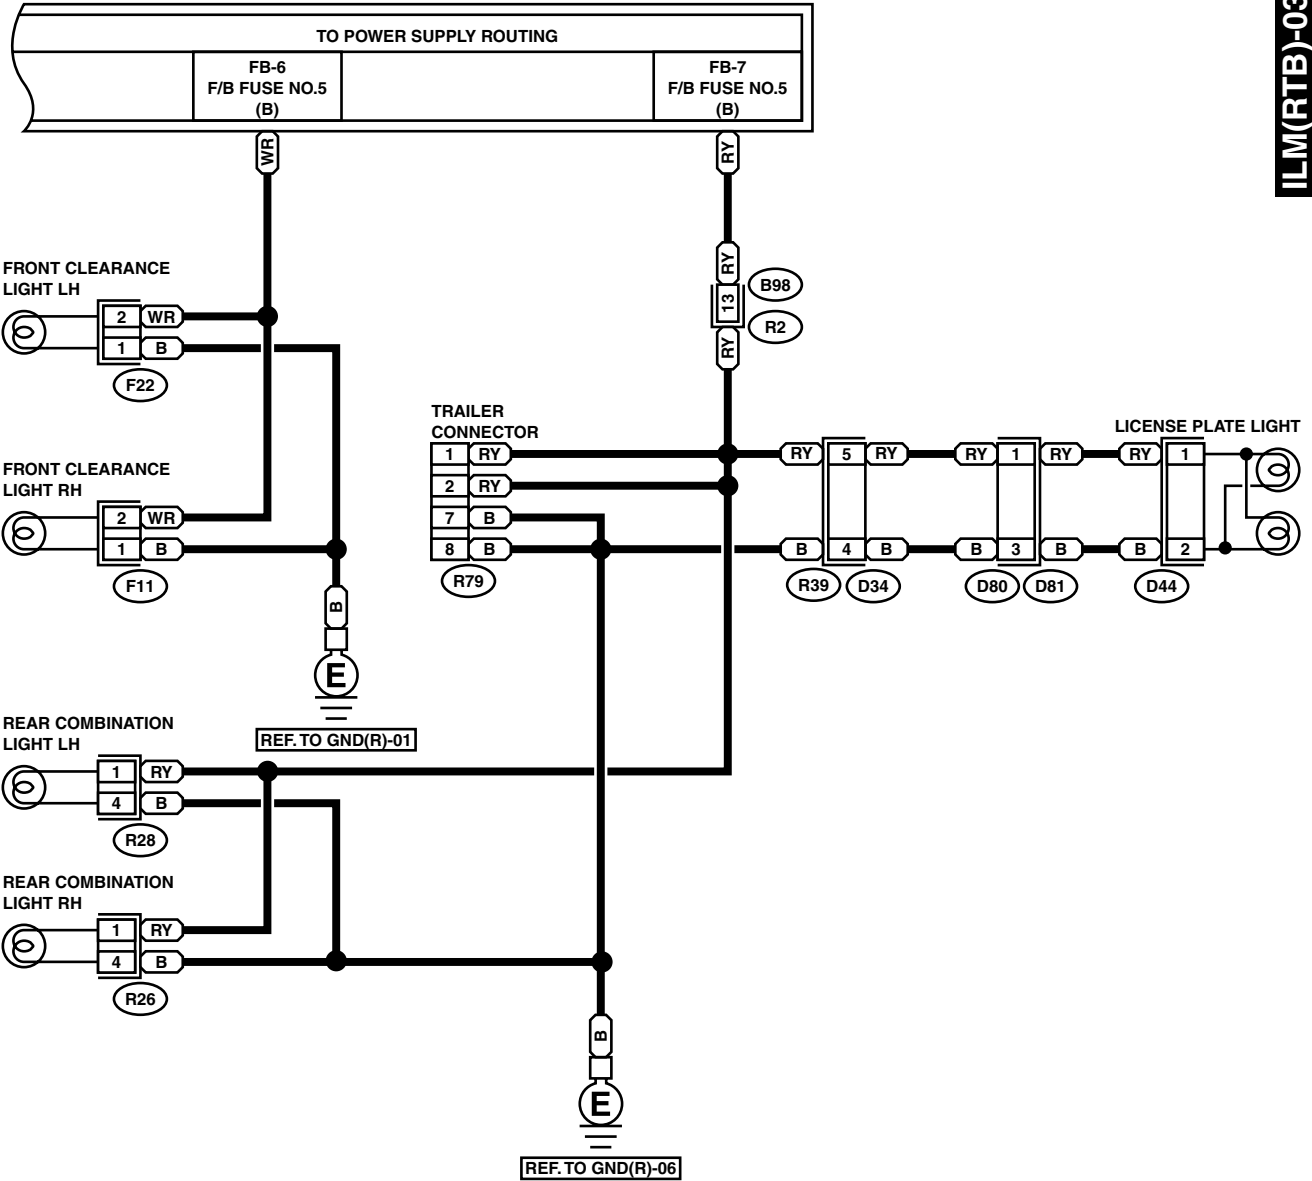 TO POWER SUPPLY ROUTING
FB-6
F/B FUSE NO.5
(B)
FB-7
F/B FUSE NO.5
(B)
ILM(RTB)-03
WR
RY
RY
13
B98
R2
RY
FRONT CLEARANCE
LIGHT LH
2 WR
1 B
F22
FRONT CLEARANCE
LIGHT RH
2 WR
1 B
F11
B
E
REF. TO GND(R)-01
TRAILER
CONNECTOR
1 RY
2 RY
7 B
8 B
R79
LICENSE PLATE LIGHT
RY 5 RY RY 1 RY RY 1
B 4 B B 3 B B 2
R39 D34 D80 D81 D44
REAR COMBINATION
LIGHT LH
1 RY
4 B
R28
REAR COMBINATION
LIGHT RH
1 RY
4 B
R26
B
E
REF. TO GND(R)-06